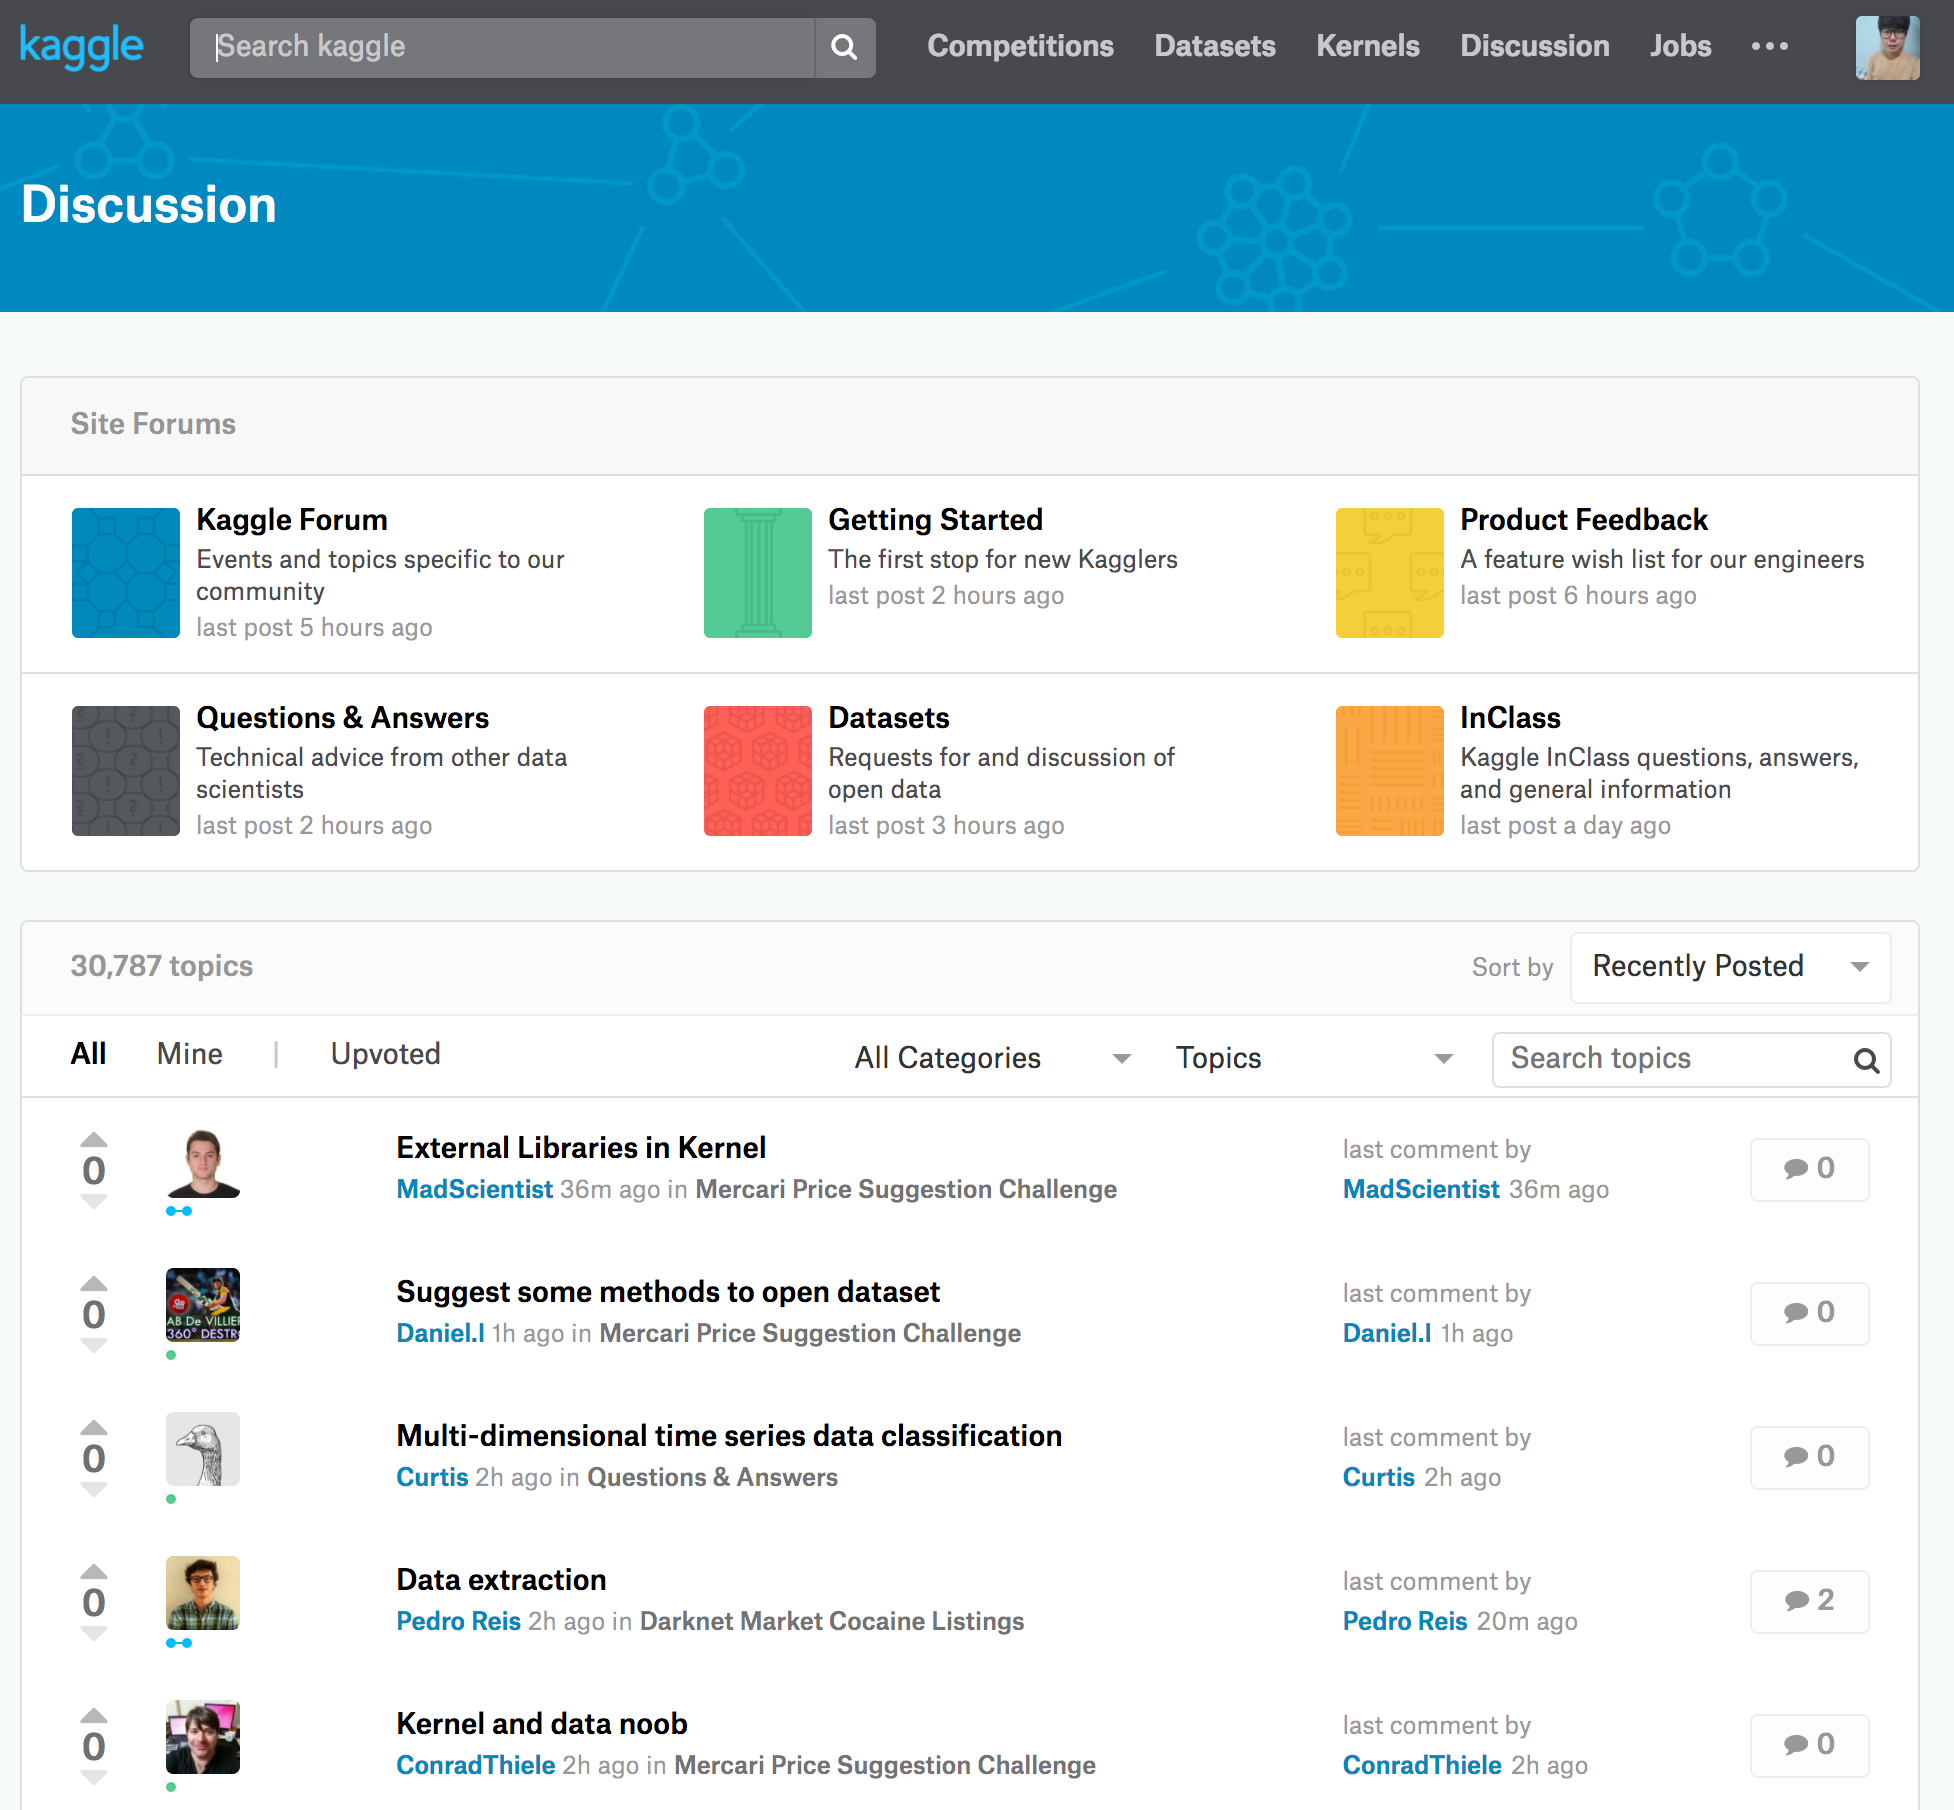 kaggle
Search kaggle
Competitions Datasets Kernels Discussion Jobs
Discussion
Site Forums
Kaggle Forum
Events and topics specific to our
community
last post 5 hours ago
Getting Started
The first stop for new Kagglers
last post 2 hours ago
Product Feedback
A feature wish list for our engineers
last post 6 hours ago
Questions & Answers
Technical advice from other data
scientists
last post 2 hours ago
Datasets
Requests for and discussion of
open data
last post 3 hours ago
InClass
Kaggle InClass questions, answers,
and general information
last post a day ago
30,787 topics
Sort by Recently Posted
All Mine | Upvoted
All Categories Topics Search topics
0
External Libraries in Kernel
MadScientist 36m ago in Mercari Price Suggestion Challenge
last comment by
MadScientist 36m ago
0
0
AB De VILLIE
360° DESTR
Suggest some methods to open dataset
Daniel.I 1h ago in Mercari Price Suggestion Challenge
last comment by
Daniel.I 1h ago
0
0
Multi-dimensional time series data classification
Curtis 2h ago in Questions & Answers
last comment by
Curtis 2h ago
0
0
Data extraction
Pedro Reis 2h ago in Darknet Market Cocaine Listings
last comment by
Pedro Reis 20m ago
2
0
Kernel and data noob
ConradThiele 2h ago in Mercari Price Suggestion Challenge
last comment by
ConradThiele 2h ago
0